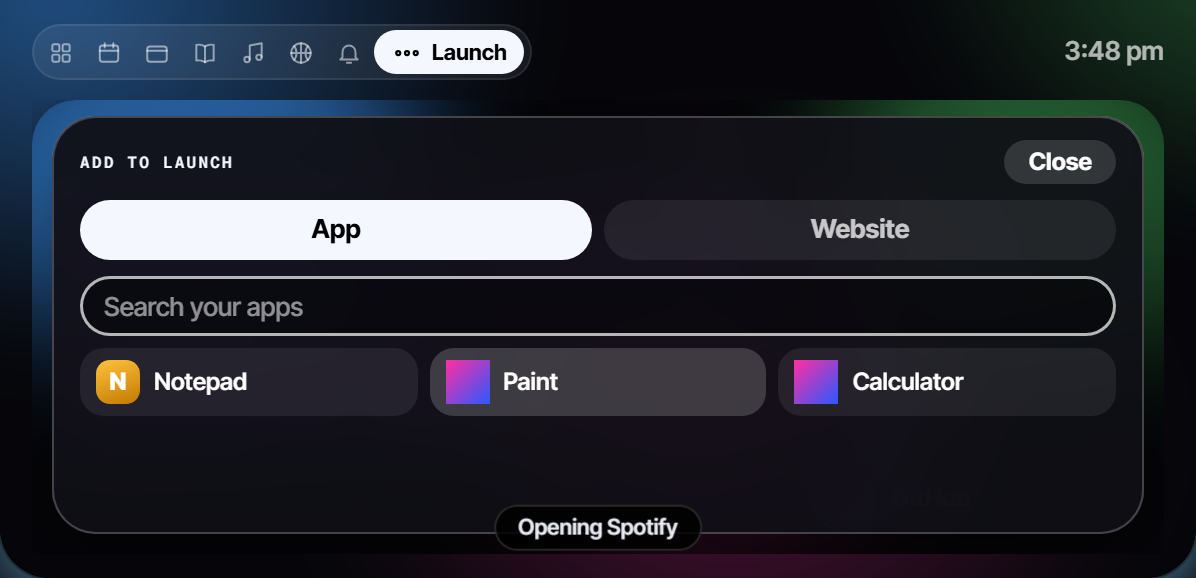 Launch
3:48 pm
ADD TO LAUNCH
Close
App
Website
Search your apps
N Notepad
Paint
Calculator
Opening Spotify